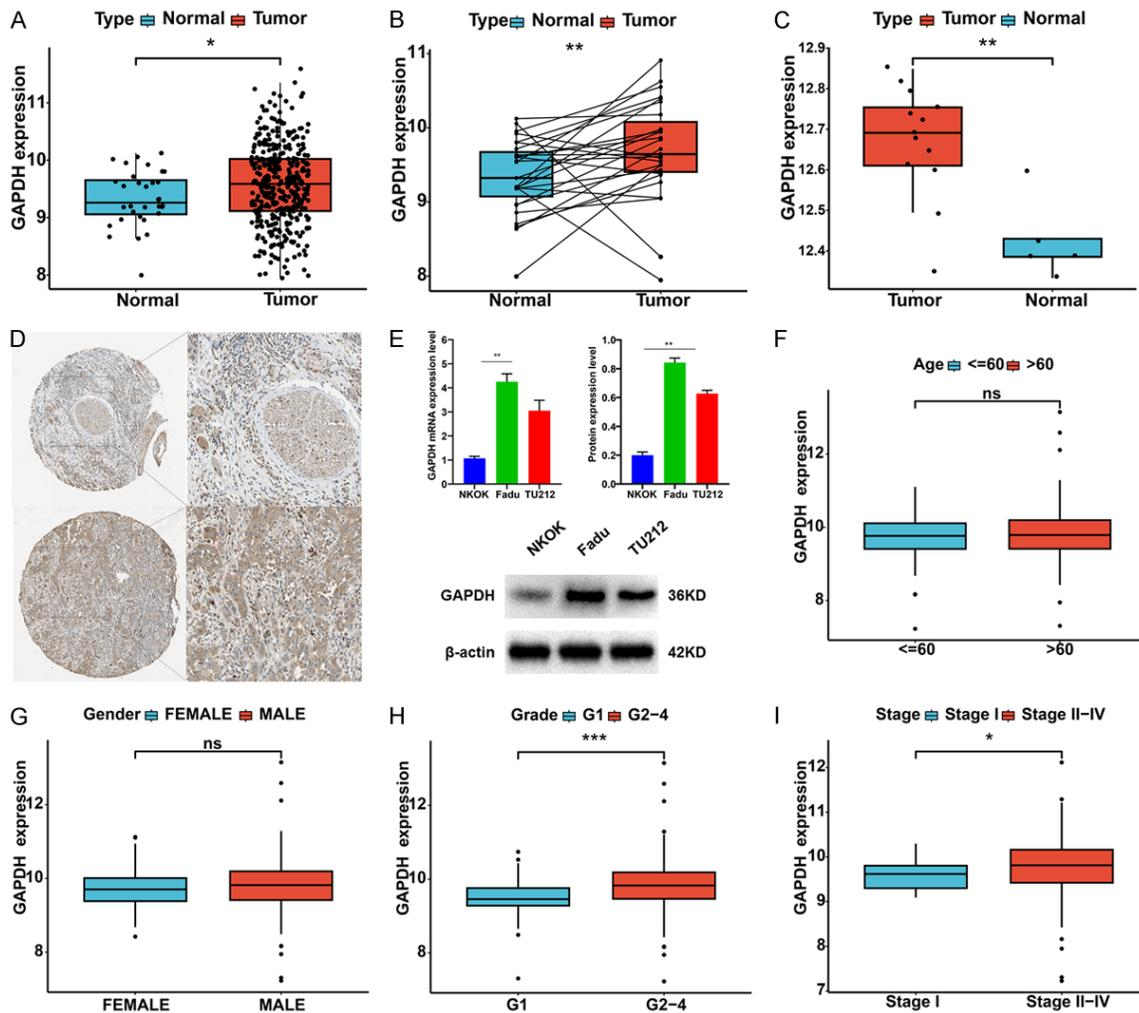 A
Type Normal Tumor
*
GAPDH expression
11
10
9
8
Normal Tumor
B
Type Normal Tumor
**
GAPDH expression
11
10
9
8
Normal Tumor
C
Type Tumor Normal
**
GAPDH expression
12.9
12.8
12.7
12.6
12.5
12.4
Tumor Normal
D
E
GAPDH mRNA expression level
6
5
4
3
2
1
0
**
NKOK Fadu TU212
Protein expression level
1.0
0.8
0.6
0.4
0.2
0.0
**
NKOK Fadu TU212
NKOK Fadu TU212
GAPDH 36KD
β-actin 42KD
F
Age <=60 >60
ns
GAPDH expression
12
10
8
<=60 >60
G
Gender FEMALE MALE
ns
GAPDH expression
12
10
8
FEMALE MALE
H
Grade G1 G2−4
***
GAPDH expression
12
10
8
G1 G2−4
I
Stage Stage I Stage II−IV
*
GAPDH expression
12
11
10
9
8
7
Stage I Stage II−IV